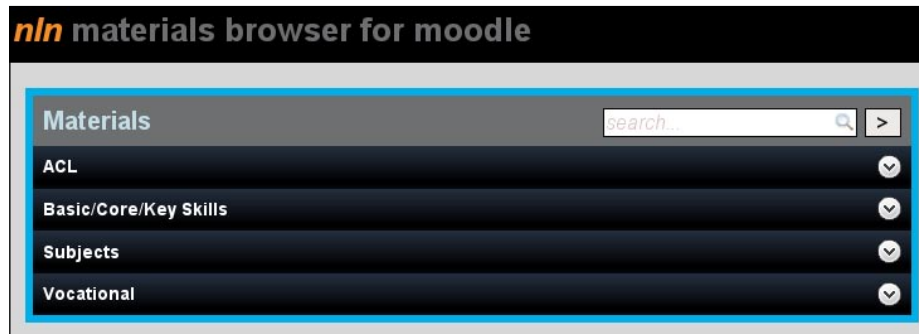 nln materials browser for moodle
Materials search... >
ACL
Basic/Core/Key Skills
Subjects
Vocational